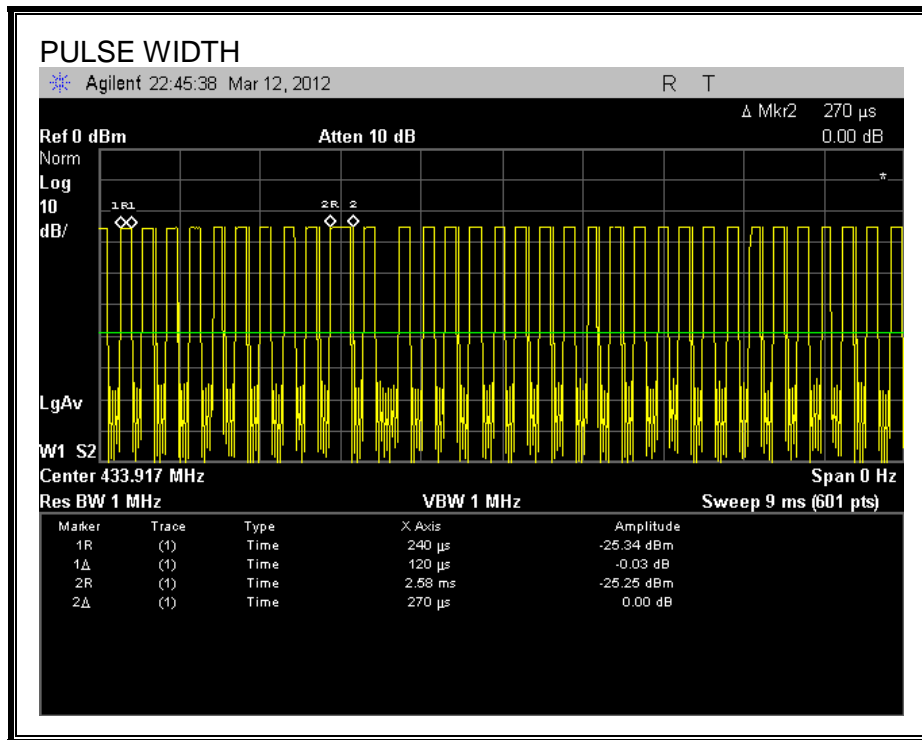 PULSE WIDTH
Agilent 22:45:38 Mar 12, 2012 R T
Δ Mkr2 270 µs
Ref 0 dBm Atten 10 dB 0.00 dB
Norm
Log
10
dB/
1R1 2R 2
*
LgAv
W1 S2
Center 433.917 MHz Span 0 Hz
Res BW 1 MHz VBW 1 MHz Sweep 9 ms (601 pts)
Marker Trace Type X Axis Amplitude
1R (1) Time 240 µs -25.34 dBm
1Δ (1) Time 120 µs -0.03 dB
2R (1) Time 2.58 ms -25.25 dBm
2Δ (1) Time 270 µs 0.00 dB